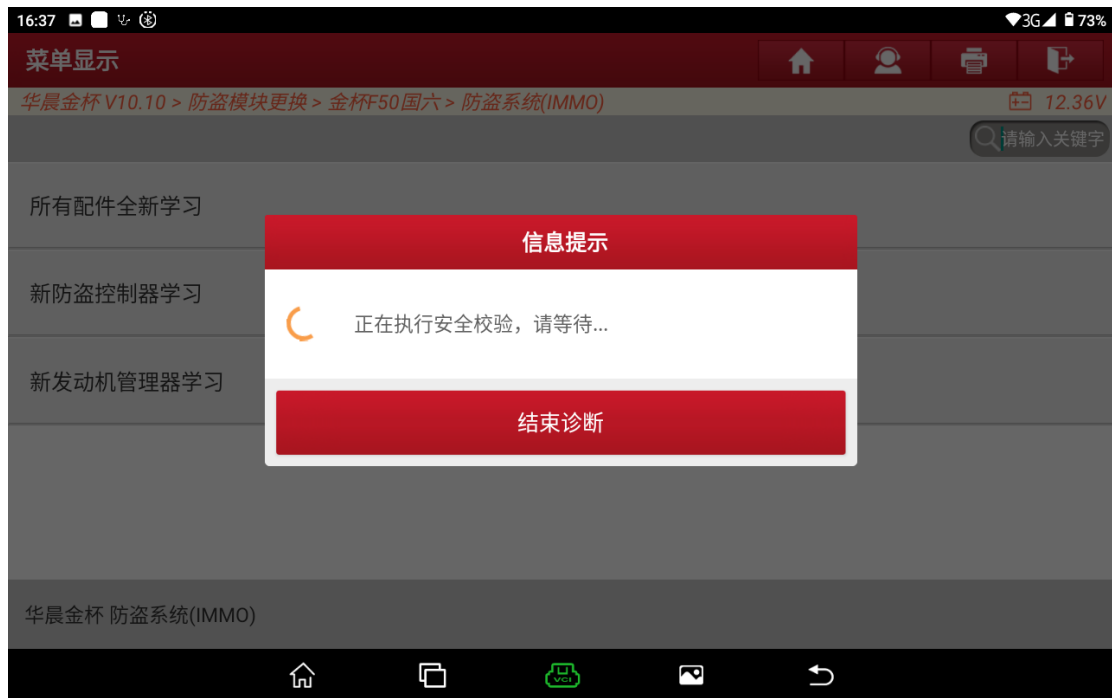 16:37
3G 73%
菜单显示
华晨金杯 V10.10 > 防盗模块更换 > 金杯F50国六 > 防盗系统(IMMO)
12.36V
请输入关键字
所有配件全新学习
信息提示
新防盗控制器学习
正在执行安全校验，请等待...
新发动机管理器学习
结束诊断
华晨金杯 防盗系统(IMMO)
VCI